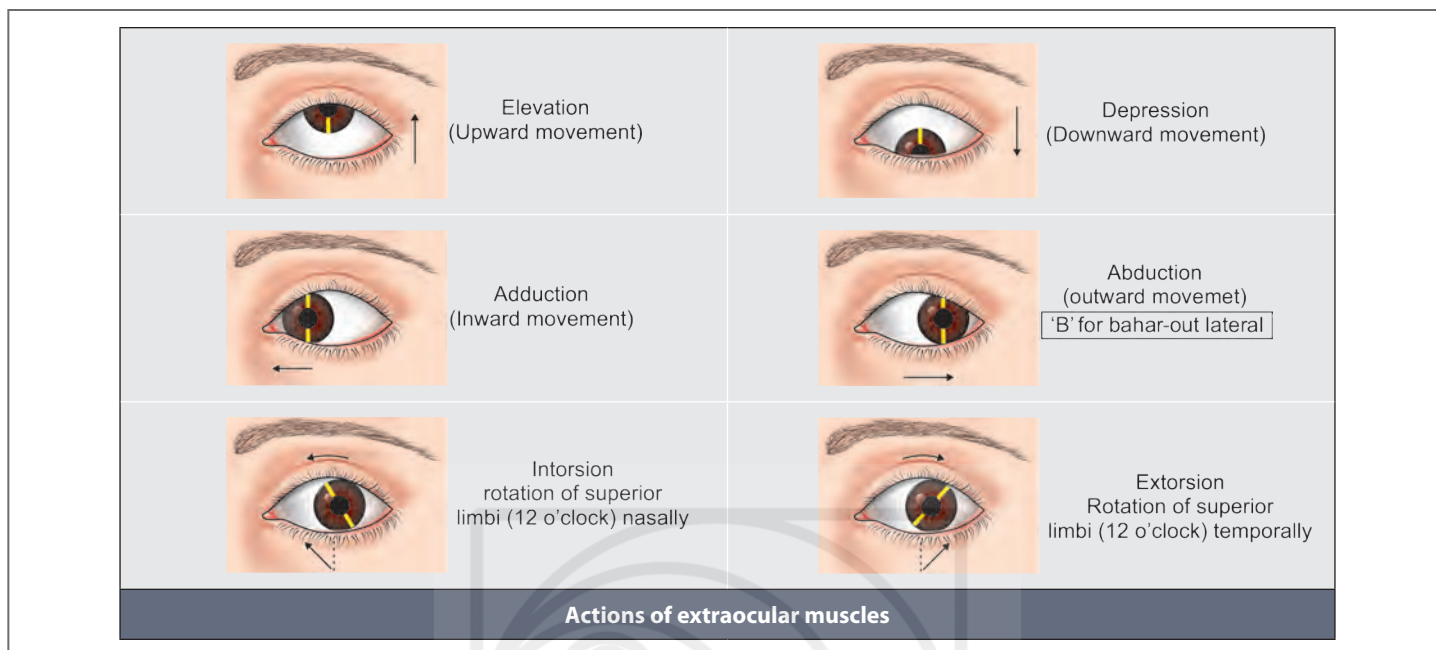 Elevation
(Upward movement)
Depression
(Downward movement)
Adduction
(Inward movement)
Abduction
(outward movemet)
‘B’ for bahar-out lateral
Intorsion
rotation of superior
limbi (12 o’clock) nasally
Extorsion
Rotation of superior
limbi (12 o’clock) temporally
Actions of extraocular muscles